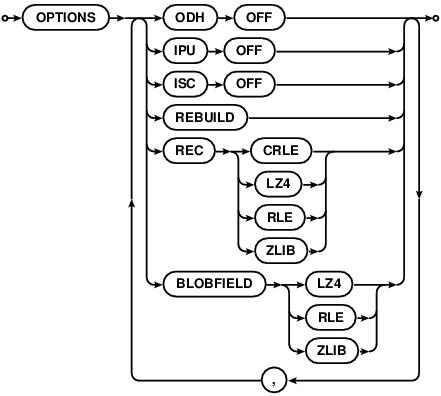 OPTIONS ODH OFF
IPU OFF
ISC OFF
REBUILD
REC CRLE
LZ4
RLE
ZLIB
BLOBFIELD LZ4
RLE
ZLIB
,